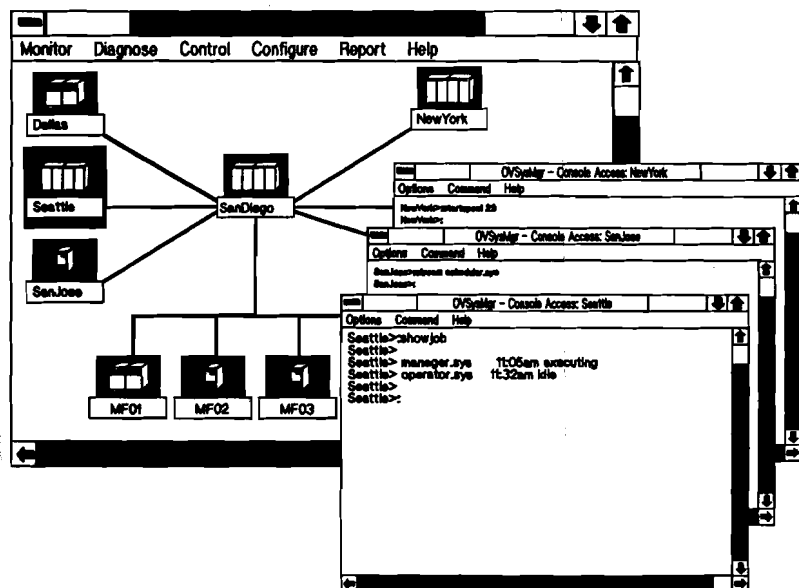 Monitor Diagnose Control Configure Report Help
Dallas
NewYork
Seattle
SanDiego
SanJose
MF01 MF02 MF03
OVSysMgr - Console Access: NewYork
Options Command Help
NewYork>
NewYork>:
OVSysMgr - Console Access: SanJose
Options Command Help
SanJose>:
OVSysMgr - Console Access: Seattle
Options Command Help
Seattle>:showjob
Seattle>
Seattle> manager.sys 11:05am executing
Seattle> operator.sys 11:32am idle
Seattle>
Seattle>: